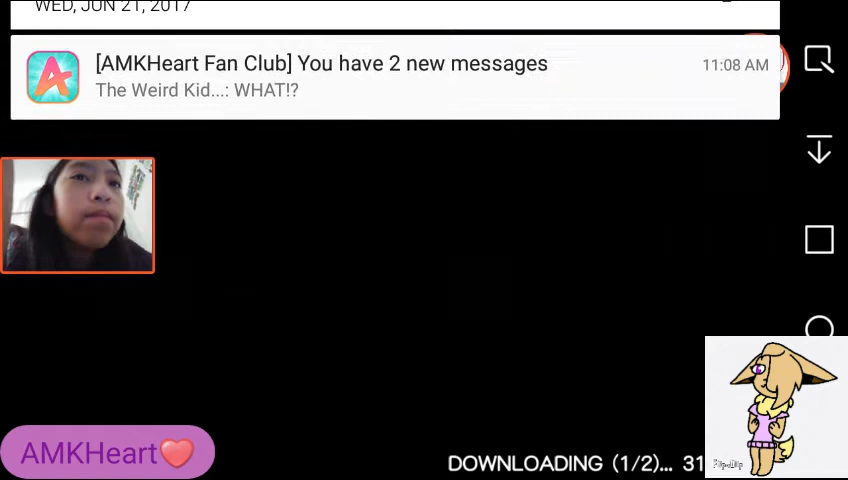 WED, JUN 21, 2017
[AMKHeart Fan Club] You have 2 new messages
11:08 AM
The Weird Kid...: WHAT!?
AMKHeart❤️
DOWNLOADING (1/2)... 31